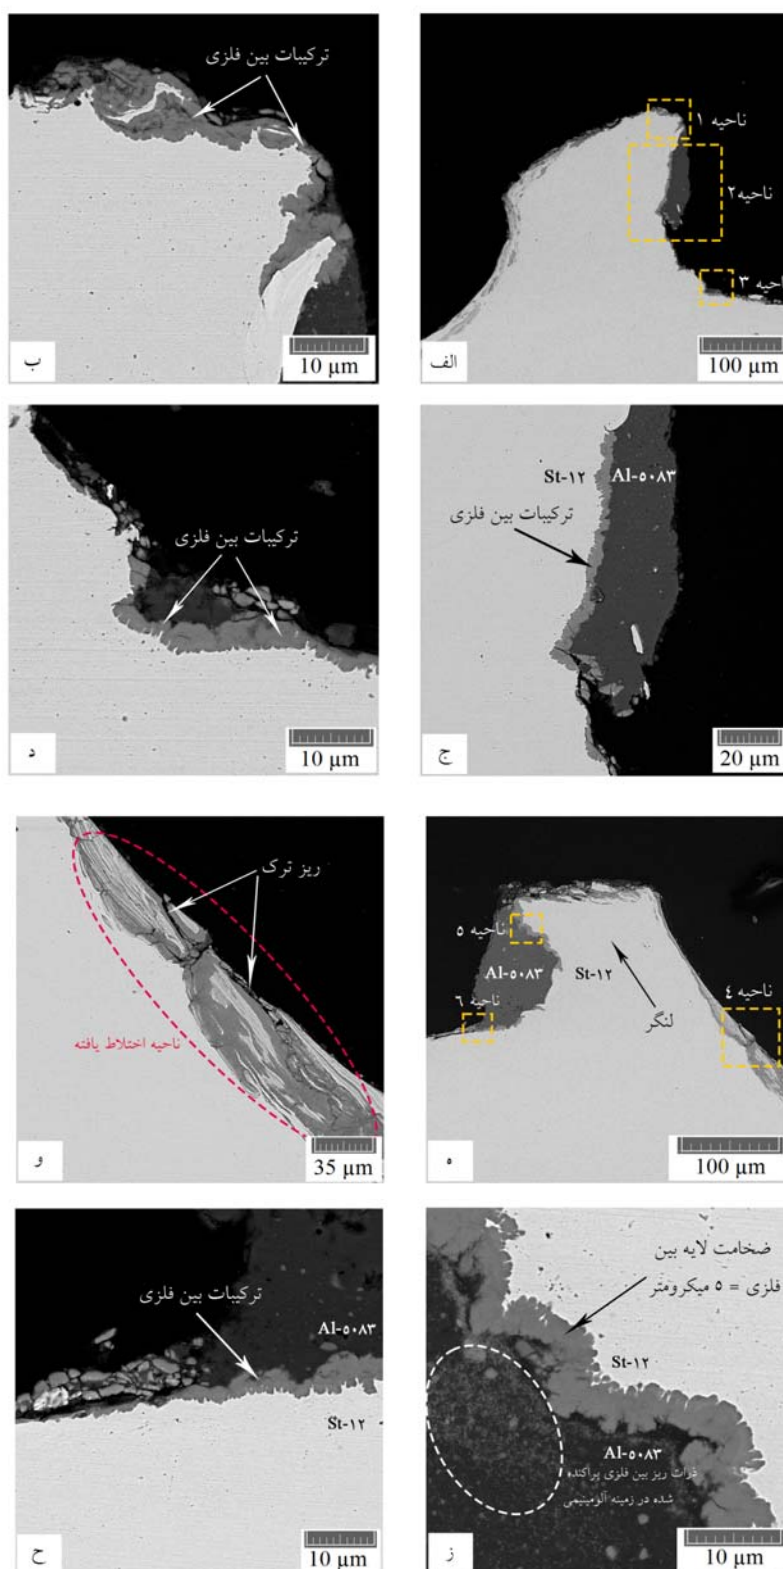 ناحیه ۱
ناحیه۲
احیه ۳
100 µm
الف
ترکیبات بین فلزی
10 µm
ب
St-۱۲
Al-۵۰۸۳
ترکیبات بین فلزی
20 µm
ج
ترکیبات بین فلزی
10 µm
د
ناحیه ۵
Al-۵۰۸۳
St-۱۲
ناحیه ۴
ناحیه ۶
لنگر
100 µm
ه
ریز ترک
ناحیه اختلاط یافته
35 µm
و
ضخامت لایه بین
فلزی = ۵ میکرومتر
St-۱۲
Al-۵۰۸۳
ذرات ریز بین فلزی پراکنده
شده در زمینه آلومینیمی
10 µm
ز
ترکیبات بین فلزی
Al-۵۰۸۳
St-۱۲
10 µm
ح